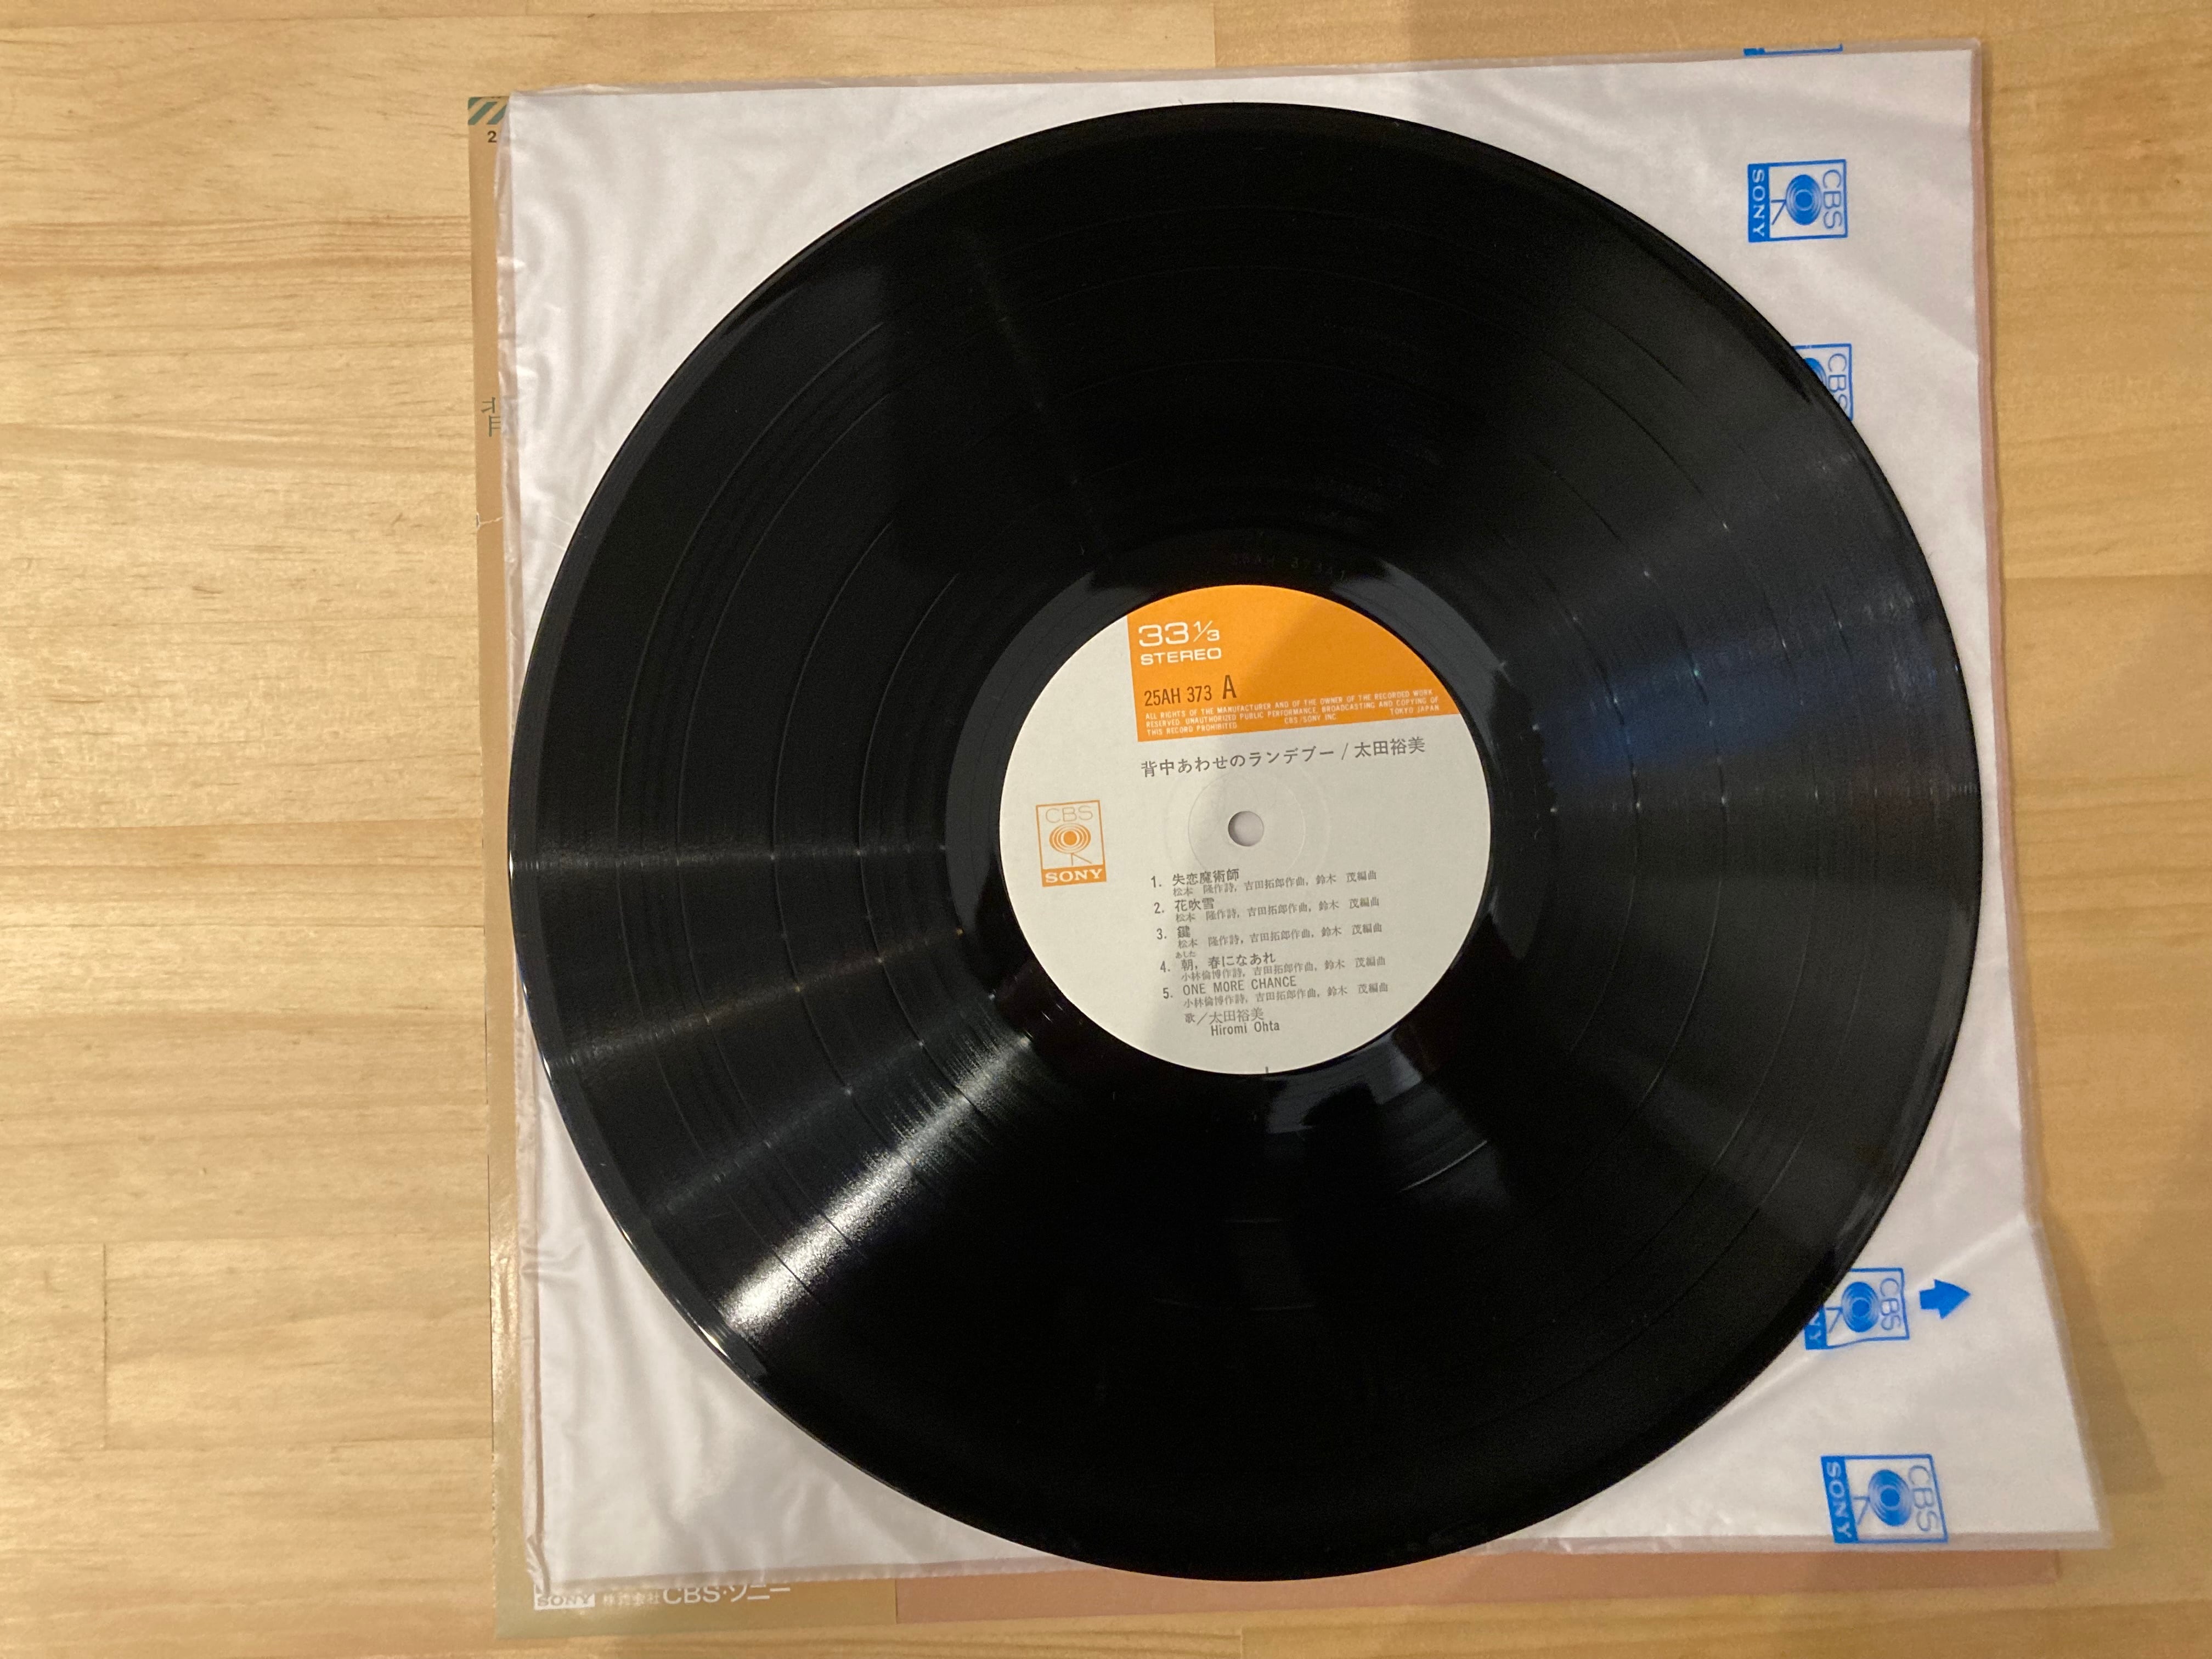 33 1/3
STEREO
25AH 373 A
ALL RIGHTS OF THE MANUFACTURER AND OF THE OWNER OF THE RECORDED WORK
RESERVED. UNAUTHORIZED PUBLIC PERFORMANCE, BROADCASTING AND COPYING OF
THIS RECORD PROHIBITED CBS/SONY INC TOKYO JAPAN
背中あわせのランデブー / 太田裕美
CBS
SONY
1. 失恋魔術師
松本 隆作詩, 吉田拓郎作曲, 鈴木 茂編曲
2. 花吹雪
松本 隆作詩, 吉田拓郎作曲, 鈴木 茂編曲
3. 鍵
松本 隆作詩, 吉田拓郎作曲, 鈴木 茂編曲
あした
4. 朝, 春になあれ
小林倫博作詩, 吉田拓郎作曲, 鈴木 茂編曲
5. ONE MORE CHANCE
小林倫博作詩, 吉田拓郎作曲, 鈴木 茂編曲
歌/太田裕美
Hiromi Ohta
CBS
SONY
CBS
CBS
CBS
SONY
2
SONY 株式会社 CBS・ソニー